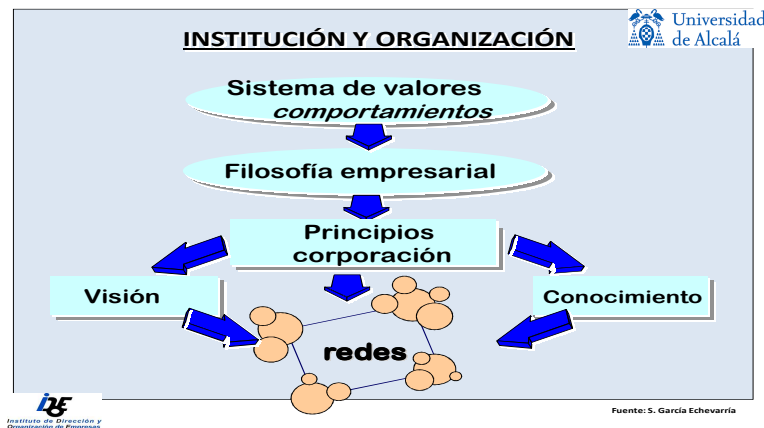 INSTITUCIÓN Y ORGANIZACIÓN
Universidad
de Alcalá
Sistema de valores
comportamientos
Filosofía empresarial
Principios
corporación
Visión
Conocimiento
redes
Fuente: S. García Echevarría
Instituto de Dirección y
Organización de Empresas